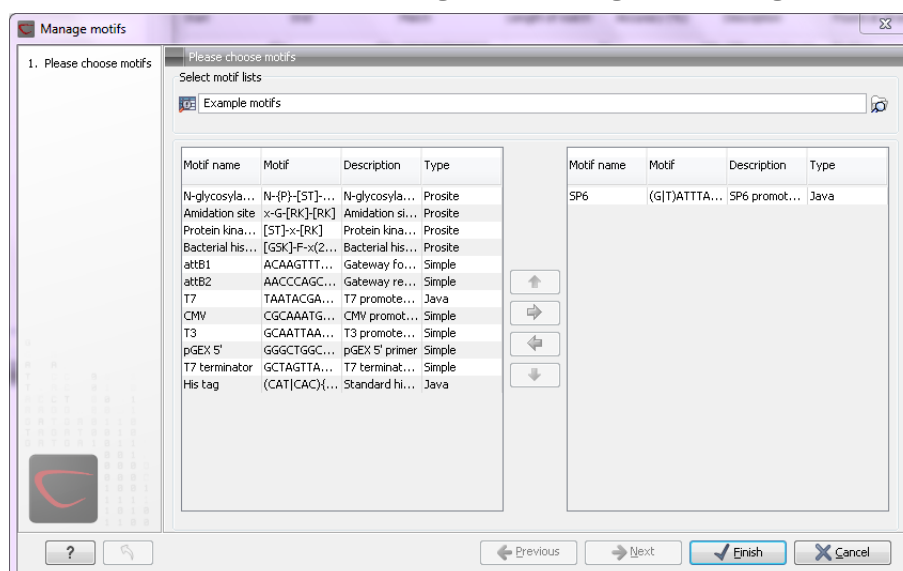 Manage motifs
1. Please choose motifs
Please choose motifs
Select motif lists
Example motifs
Motif name Motif Description Type
N-glycosyla... N-{P}-[ST]-... N-glycosyla... Prosite
Amidation site x-G-[RK]-[RK] Amidation si... Prosite
Protein kina... [ST]-x-[RK] Protein kina... Prosite
Bacterial his... [GSK]-F-x(2... Bacterial his... Prosite
attB1 ACAAGTTT... Gateway fo... Simple
attB2 AACCCAGC... Gateway re... Simple
T7 TAATACGA... T7 promote... Java
CMV CGCAAATG... CMV promot... Simple
T3 GCAATTAA... T3 promote... Simple
pGEX 5' GGGCTGGC... pGEX 5' primer Simple
T7 terminator GCTAGTTA... T7 terminat... Simple
His tag (CAT|CAC){... Standard hi... Java
Motif name Motif Description Type
SP6 (G|T)ATTTA... SP6 promot... Java
? Previous Next Finish Cancel